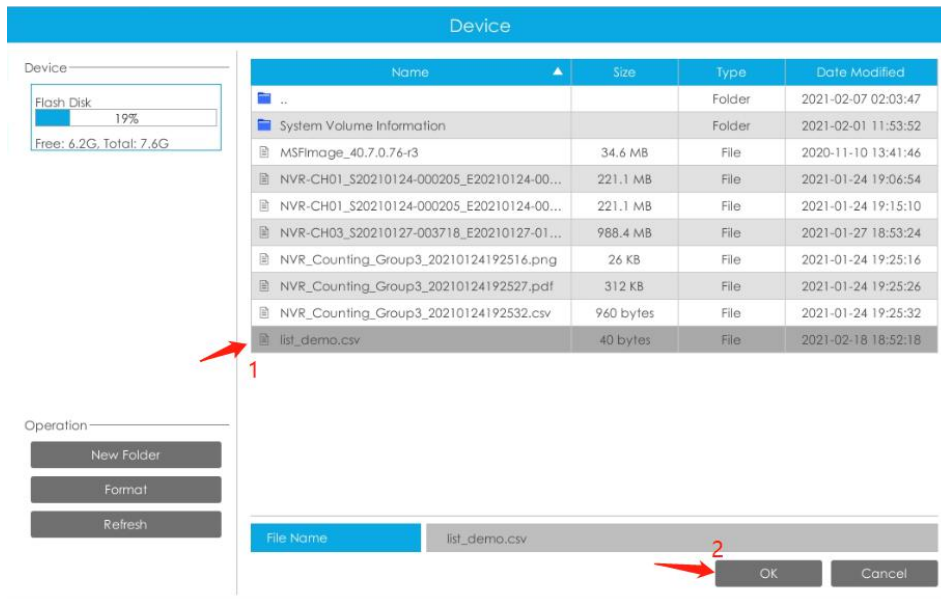 Device
Device
Flash Disk
19%
Free: 6.2G, Total: 7.6G
Name Size Type Date Modified
.. Folder 2021-02-07 02:03:47
System Volume Information Folder 2021-02-01 11:53:52
MSFImage_40.7.0.76-r3 34.6 MB File 2020-11-10 13:41:46
NVR-CH01_S20210124-000205_E20210124-00... 221.1 MB File 2021-01-24 19:06:54
NVR-CH01_S20210124-000205_E20210124-00... 221.1 MB File 2021-01-24 19:15:10
NVR-CH03_S20210127-003718_E20210127-01... 988.4 MB File 2021-01-27 18:53:24
NVR_Counting_Group3_20210124192516.png 26 KB File 2021-01-24 19:25:16
NVR_Counting_Group3_20210124192527.pdf 312 KB File 2021-01-24 19:25:26
NVR_Counting_Group3_20210124192532.csv 960 bytes File 2021-01-24 19:25:32
list_demo.csv 40 bytes File 2021-02-18 18:52:18
1
Operation
New Folder
Format
Refresh
File Name list_demo.csv
2
OK Cancel